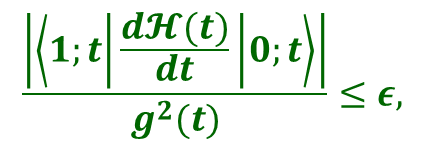 |⟨1;t| d𝓗(t)/dt |0;t⟩| / g²(t) ≤ ϵ,